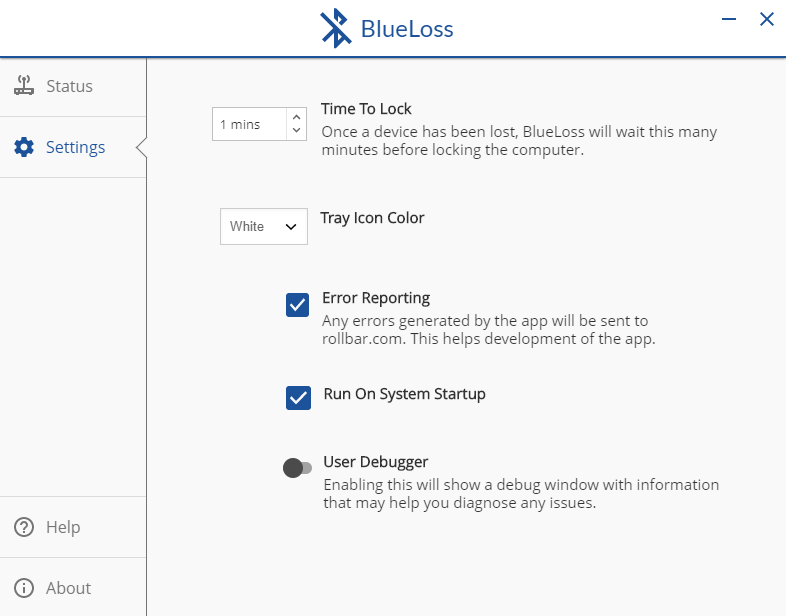 BlueLoss
Status
Settings
Help
About
1 mins
Time To Lock
Once a device has been lost, BlueLoss will wait this many
minutes before locking the computer.
White
Tray Icon Color
Error Reporting
Any errors generated by the app will be sent to
rollbar.com. This helps development of the app.
Run On System Startup
User Debugger
Enabling this will show a debug window with information
that may help you diagnose any issues.